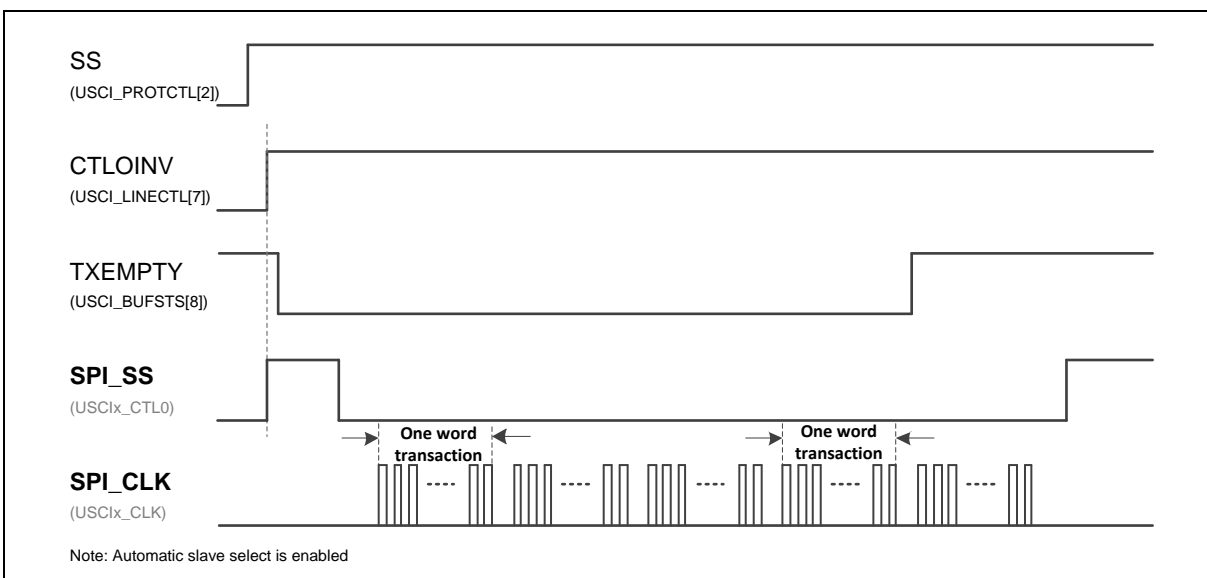 SS
(USCI_PROTCTL[2])
CTLOINV
(USCI_LINECTL[7])
TXEMPTY
(USCI_BUFSTS[8])
SPI_SS
(USCIx_CTL0)
One word
transaction
One word
transaction
SPI_CLK
(USCIx_CLK)
Note: Automatic slave select is enabled